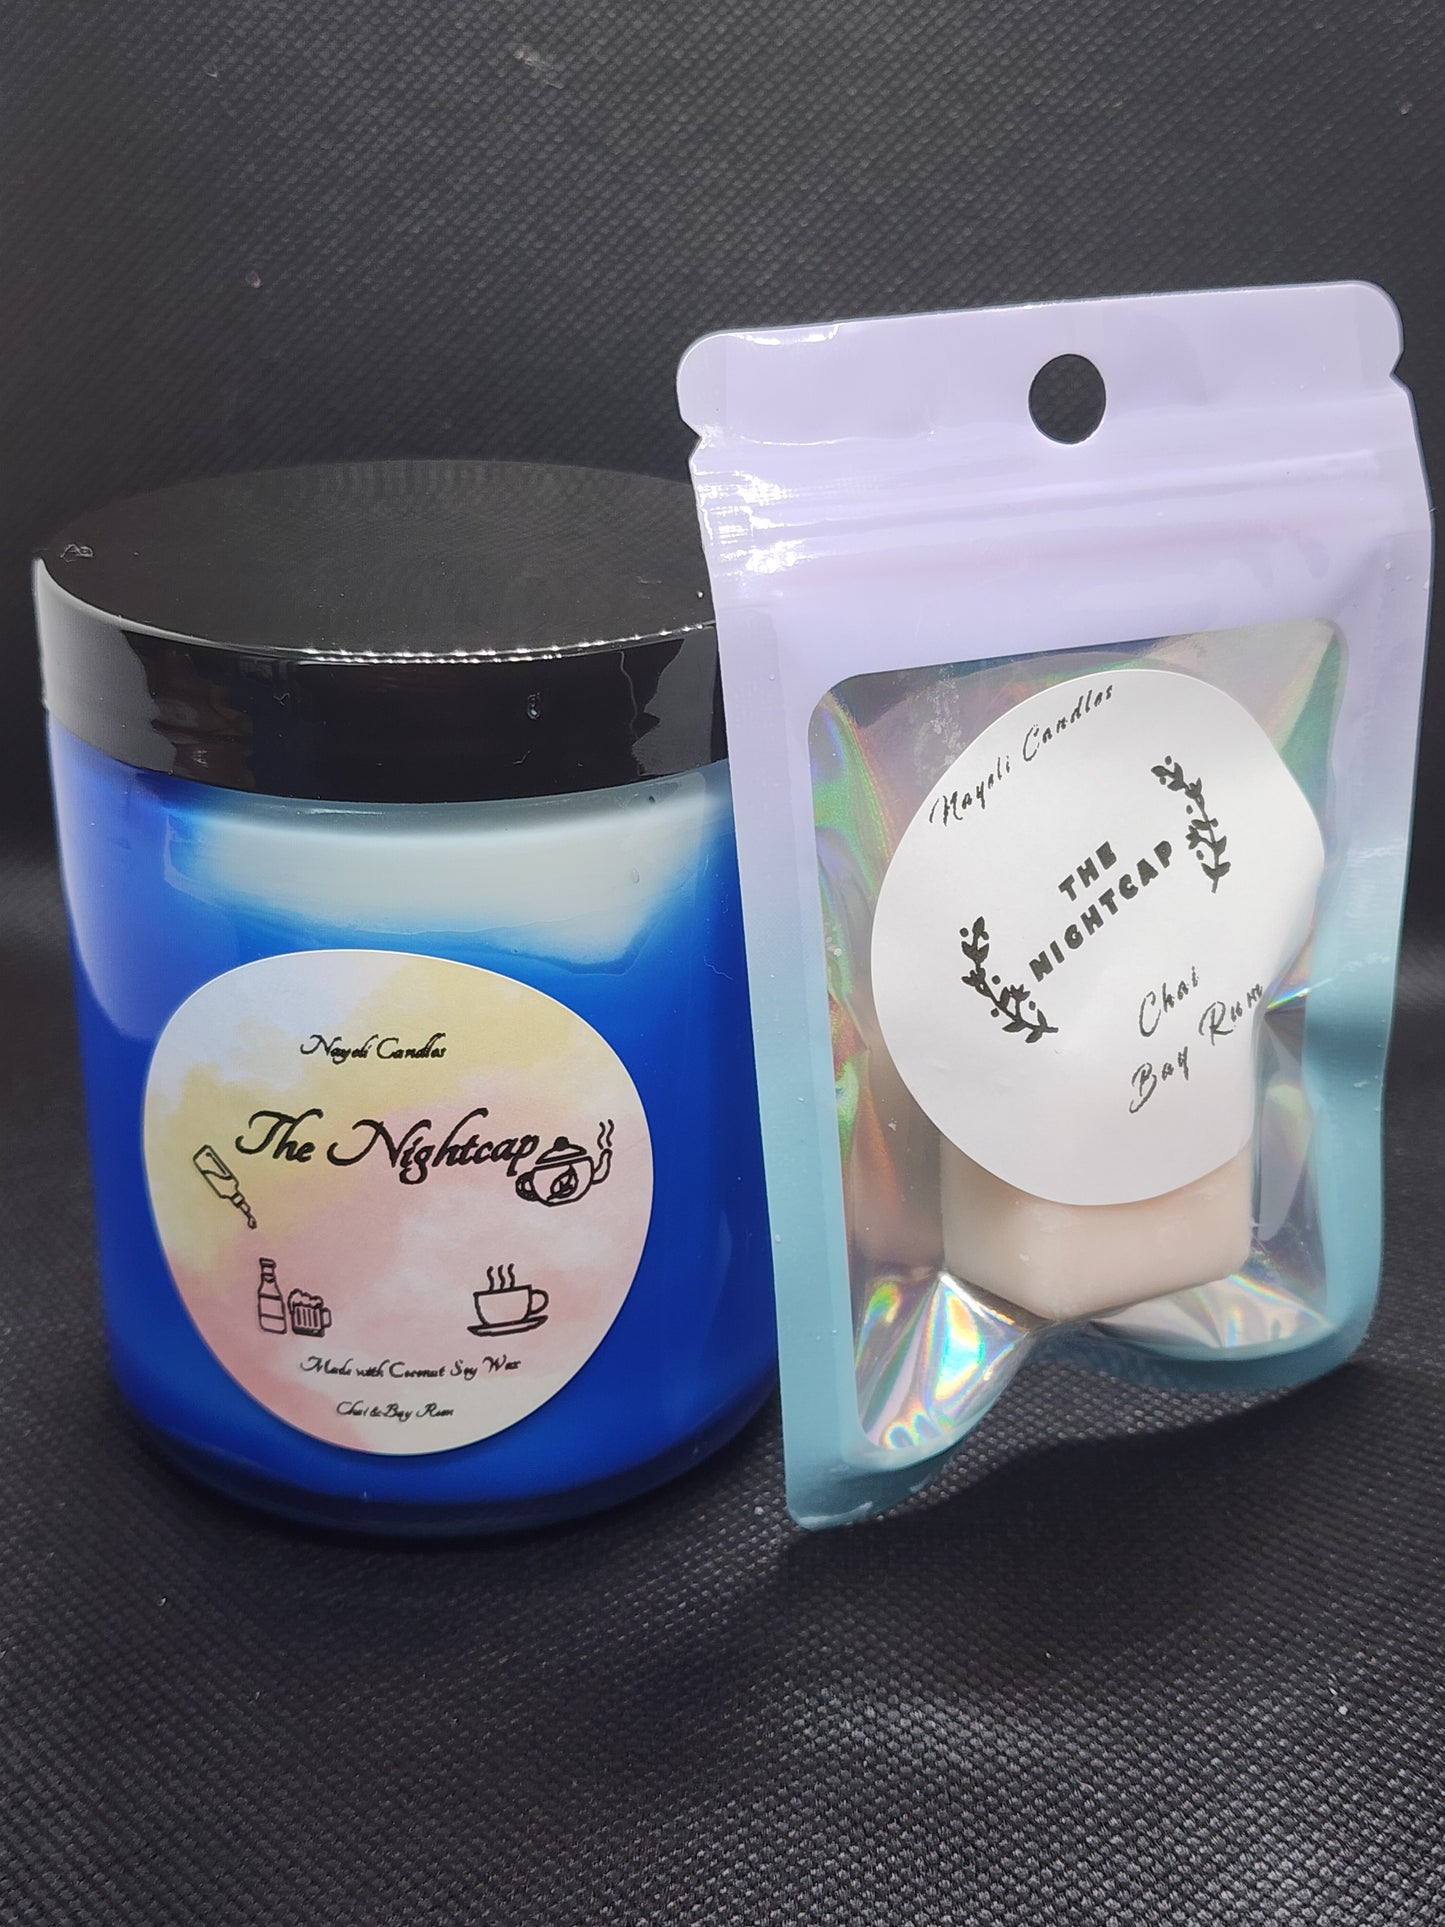 Nayeli Candles
The Nightcap
Made with Coconut Soy Wax
Chai & Bay Rum
Nayeli Candles
THE
NIGHTCAP
Chai
Bay Rum